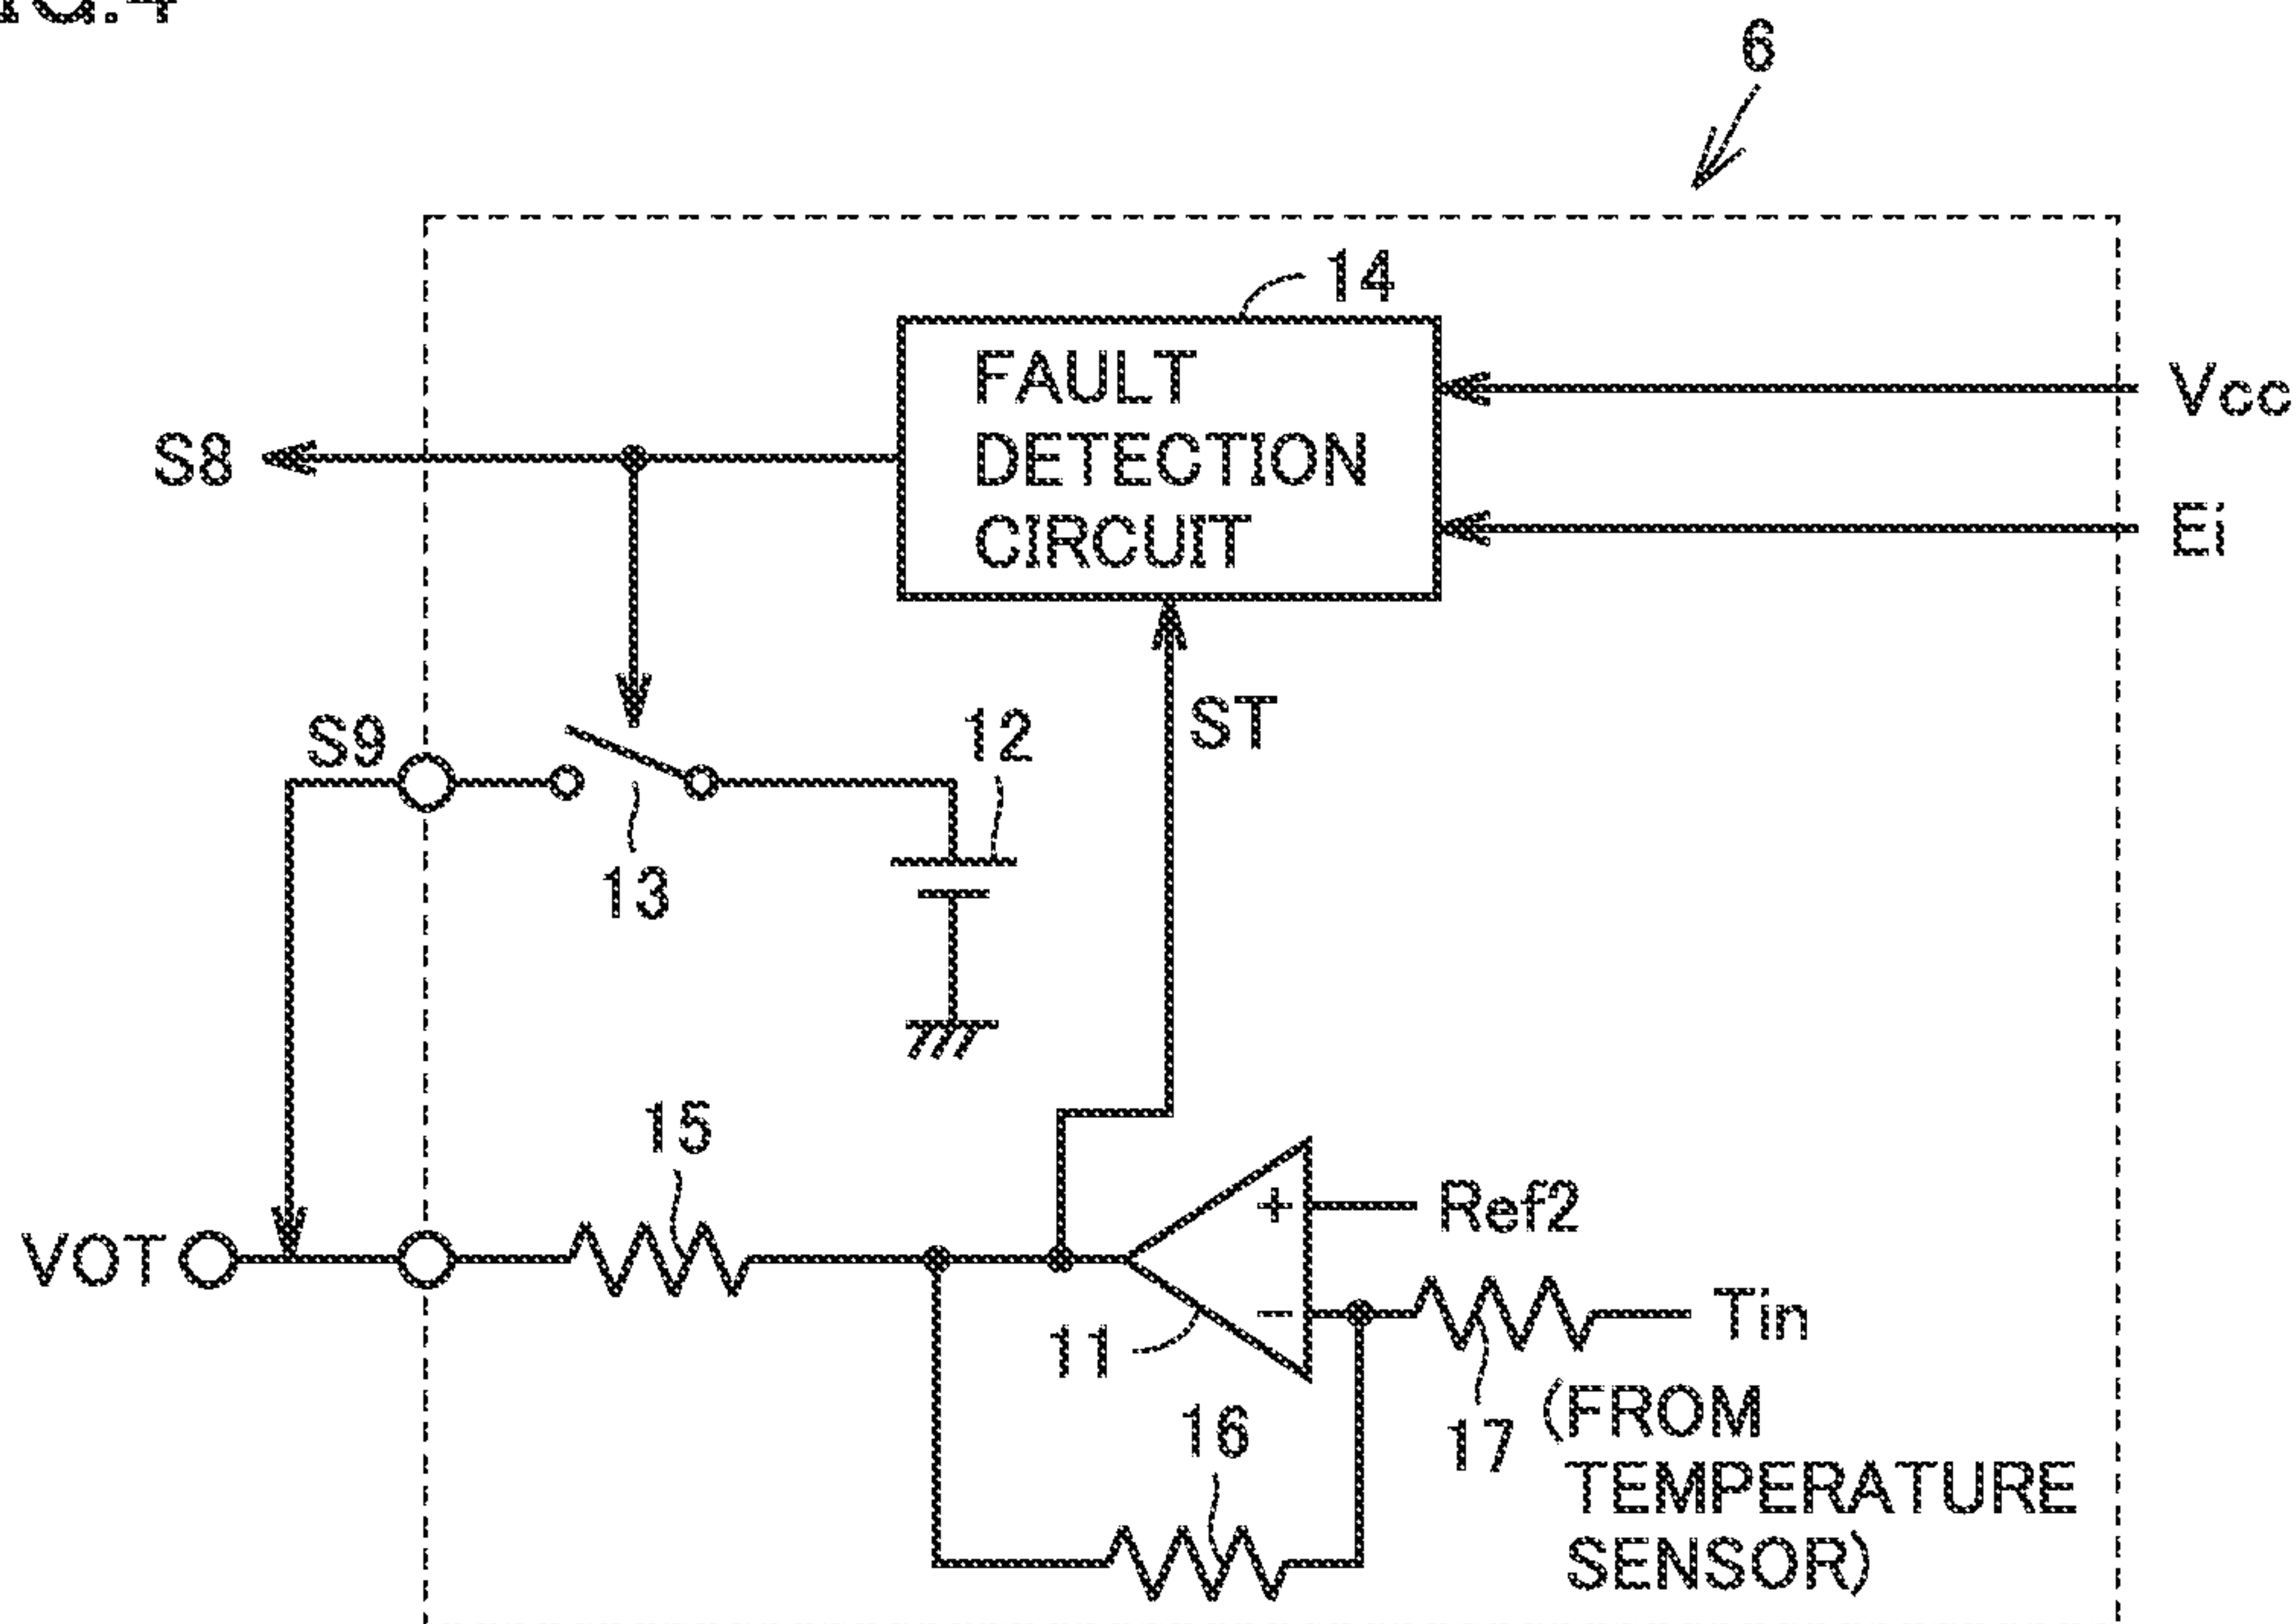 6
14
FAULT
DETECTION
CIRCUIT
Vcc
Ei
S8
S9
13
12
ST
15
VOT
11
Ref2
Tin
(FROM
TEMPERATURE
SENSOR)
17
16